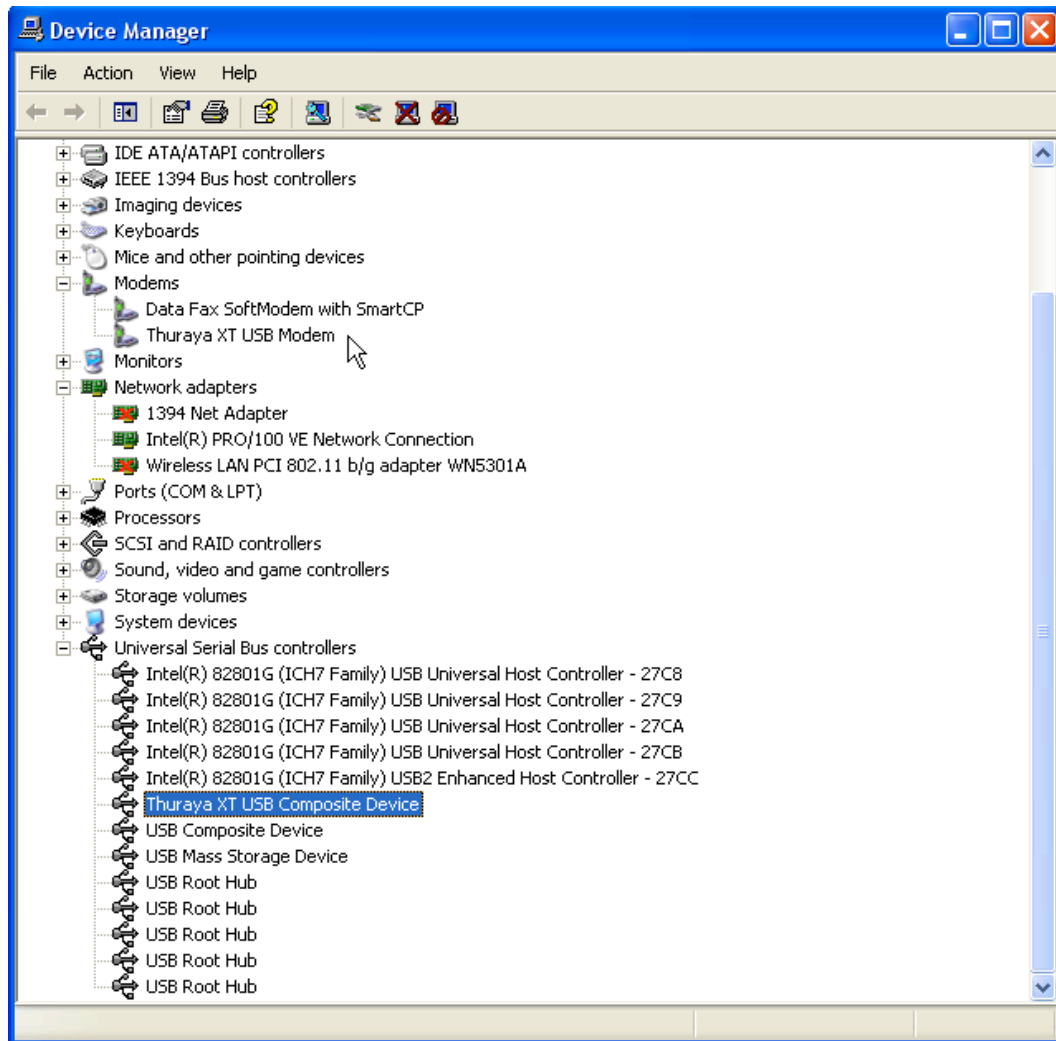 Device Manager
File Action View Help
IDE ATA/ATAPI controllers
IEEE 1394 Bus host controllers
Imaging devices
Keyboards
Mice and other pointing devices
Modems
Data Fax SoftModem with SmartCP
Thuraya XT USB Modem
Monitors
Network adapters
1394 Net Adapter
Intel(R) PRO/100 VE Network Connection
Wireless LAN PCI 802.11 b/g adapter WN5301A
Ports (COM & LPT)
Processors
SCSI and RAID controllers
Sound, video and game controllers
Storage volumes
System devices
Universal Serial Bus controllers
Intel(R) 82801G (ICH7 Family) USB Universal Host Controller - 27C8
Intel(R) 82801G (ICH7 Family) USB Universal Host Controller - 27C9
Intel(R) 82801G (ICH7 Family) USB Universal Host Controller - 27CA
Intel(R) 82801G (ICH7 Family) USB Universal Host Controller - 27CB
Intel(R) 82801G (ICH7 Family) USB2 Enhanced Host Controller - 27CC
Thuraya XT USB Composite Device
USB Composite Device
USB Mass Storage Device
USB Root Hub
USB Root Hub
USB Root Hub
USB Root Hub
USB Root Hub